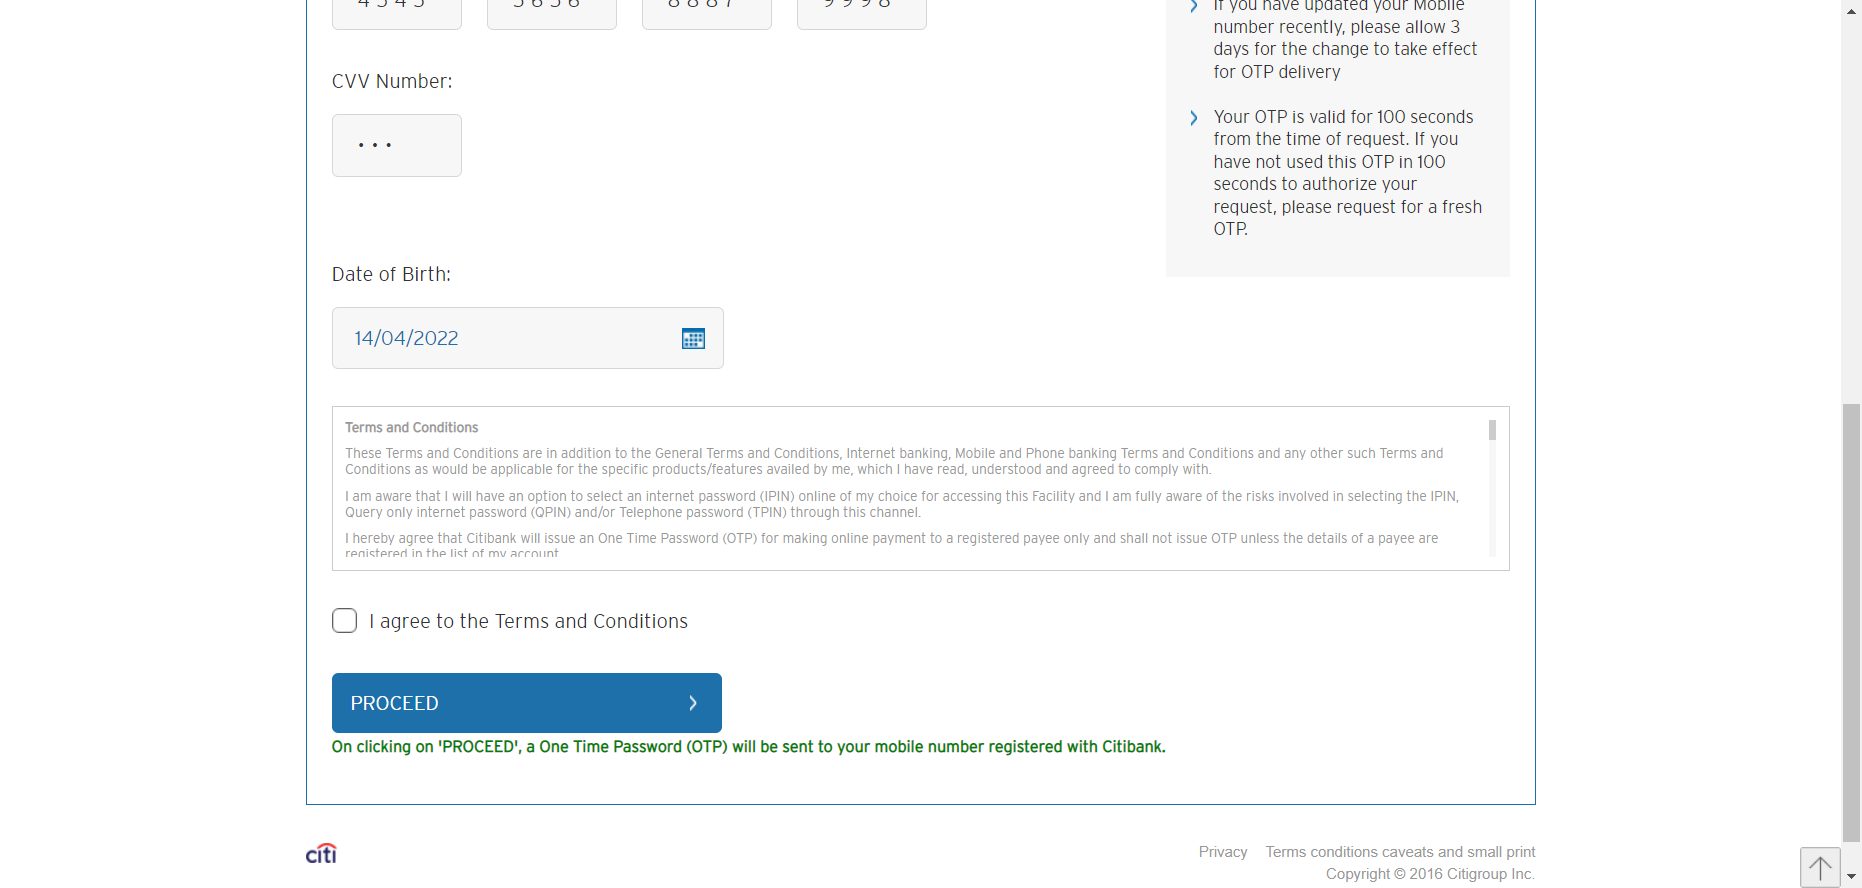 4545 5656 8887 9998
CVV Number:
•••
Date of Birth:
14/04/2022
If you have updated your Mobile
number recently, please allow 3
days for the change to take effect
for OTP delivery
Your OTP is valid for 100 seconds
from the time of request. If you
have not used this OTP in 100
seconds to authorize your
request, please request for a fresh
OTP.
Terms and Conditions
These Terms and Conditions are in addition to the General Terms and Conditions, Internet banking, Mobile and Phone banking Terms and Conditions and any other such Terms and
Conditions as would be applicable for the specific products/features availed by me, which I have read, understood and agreed to comply with.
I am aware that I will have an option to select an internet password (IPIN) online of my choice for accessing this Facility and I am fully aware of the risks involved in selecting the IPIN,
Query only internet password (QPIN) and/or Telephone password (TPIN) through this channel.
I hereby agree that Citibank will issue an One Time Password (OTP) for making online payment to a registered payee only and shall not issue OTP unless the details of a payee are
registered in the list of my account
I agree to the Terms and Conditions
PROCEED
On clicking on 'PROCEED', a One Time Password (OTP) will be sent to your mobile number registered with Citibank.
citi
Privacy Terms conditions caveats and small print
Copyright © 2016 Citigroup Inc.